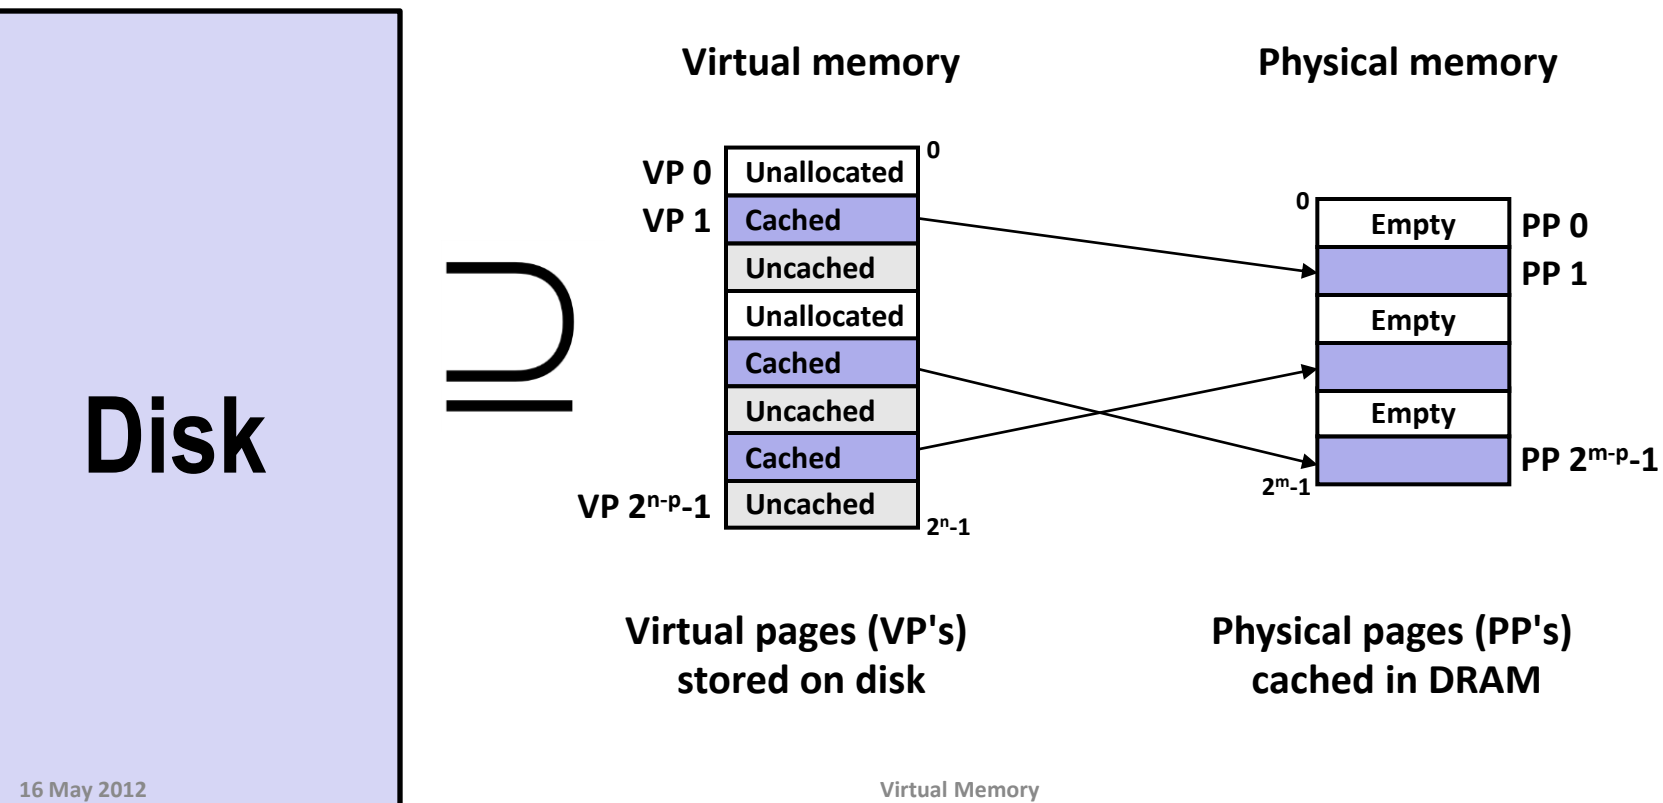 Disk
⊇
Virtual memory
Physical memory
0
VP 0 Unallocated
VP 1 Cached
Uncached
Unallocated
Cached
Uncached
Cached
VP 2ⁿ⁻ᵖ-1 Uncached
2ⁿ-1
0
Empty PP 0
PP 1
Empty
Empty
PP 2ᵐ⁻ᵖ-1
2ᵐ-1
Virtual pages (VP's)
stored on disk
Physical pages (PP's)
cached in DRAM
16 May 2012
Virtual Memory